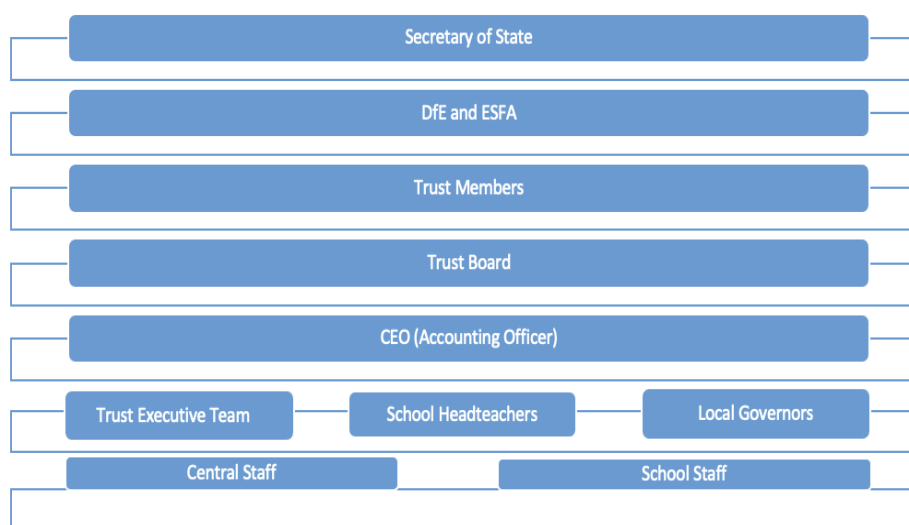 Secretary of State
DfE and ESFA
Trust Members
Trust Board
CEO (Accounting Officer)
Trust Executive Team
School Headteachers
Local Governors
Central Staff
School Staff